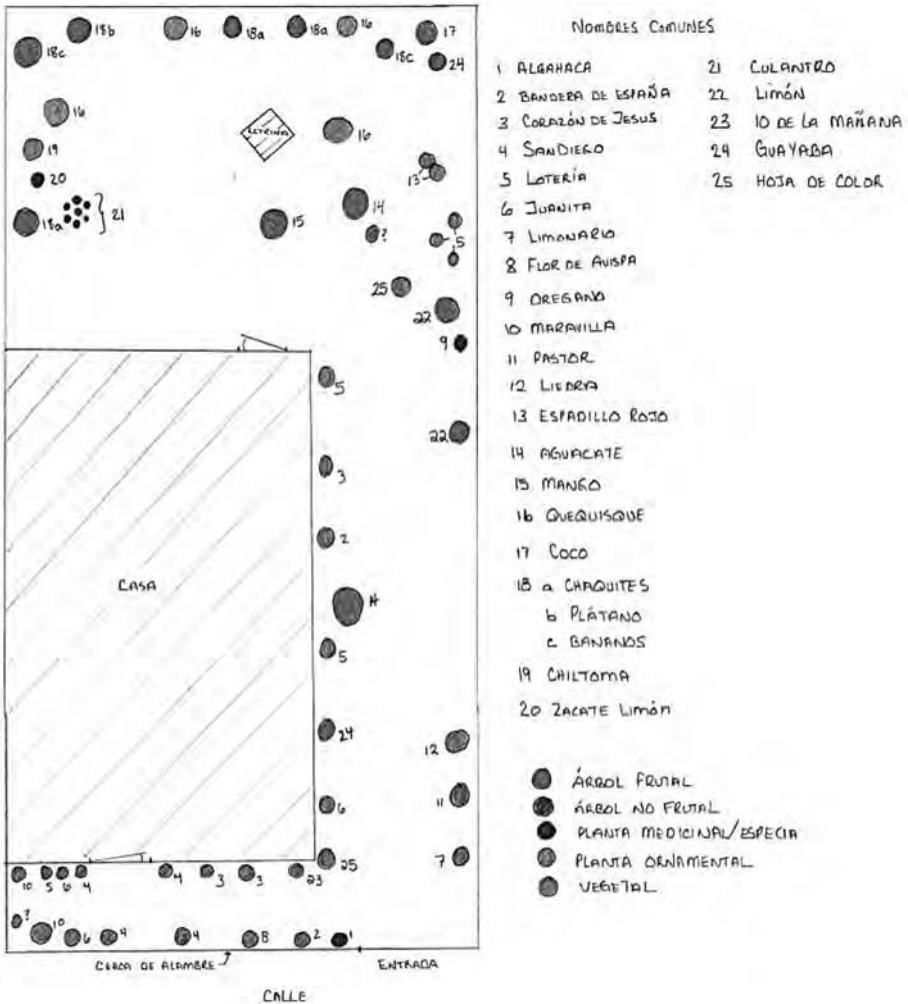 NOMBRES COMUNES
1 ALBAHACA
2 BANDERA DE ESPAÑA
3 CORAZÓN DE JESUS
4 SAN DIEGO
5 LOTERÍA
6 JUANITA
7 LIMONARIO
8 FLOR DE AVISPA
9 OREGANO
10 MARAVILLA
11 PASTOR
12 LIEDRA
13 ESPADILLO ROJO
14 AGUACATE
15 MANGO
16 QUEQUISQUE
17 COCO
18 a CHAQUITES
b PLÁTANO
c BANANOS
19 CHILTOMA
20 ZACATE LIMÓN
21 CULANTRO
22 LIMÓN
23 10 DE LA MAÑANA
24 GUAYABA
25 HOJA DE COLOR
ÁRBOL FRUTAL
ÁRBOL NO FRUTAL
PLANTA MEDICINAL/ESPECIA
PLANTA ORNAMENTAL
VEGETAL
18c 18b 16 18a 18a 16 18c 17
24
16
LETRINA
16
19
13
20
21
14
18a
15
?
15
25
22
9
5
22
3
2
CASA
5
24
12
6
11
25
7
10 5 6 4 4 3 3 23
?
10 6 4 4 8 2 1
CERCA DE ALAMBRE
ENTRADA
CALLE